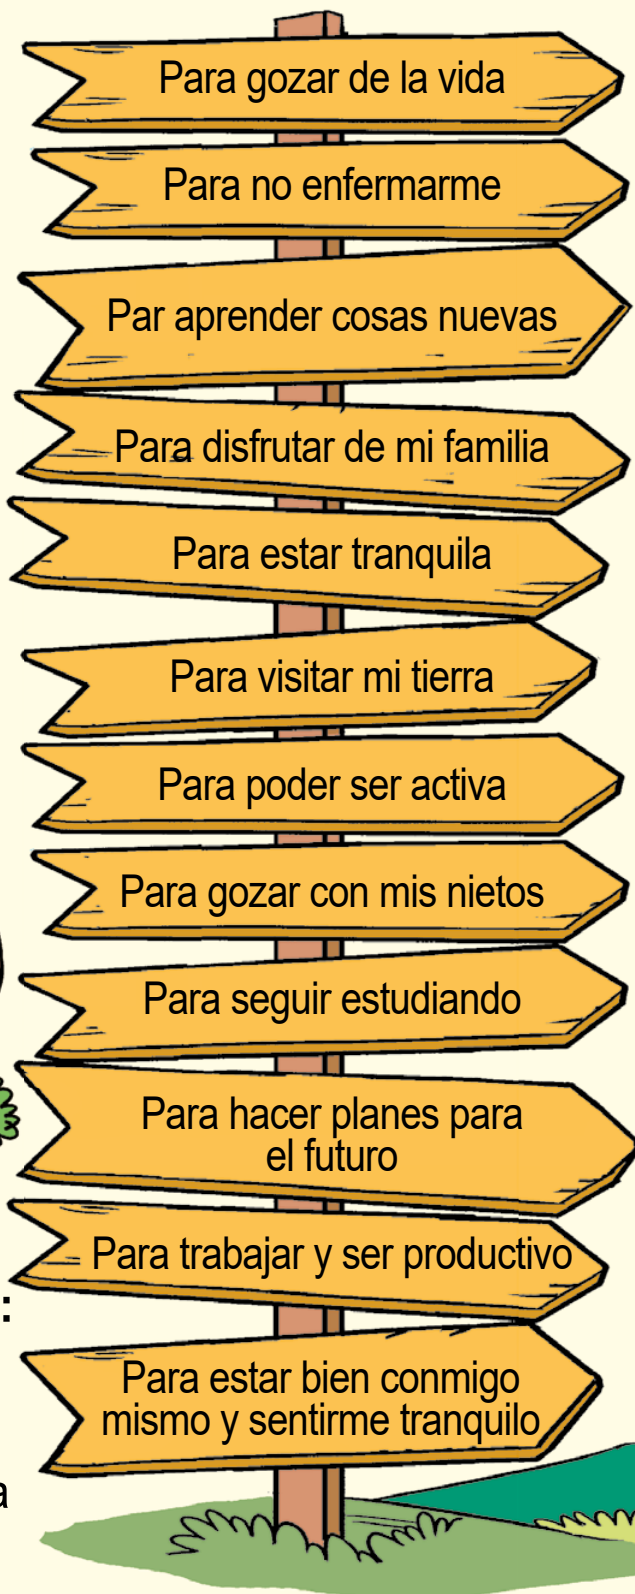 Para gozar de la vida
Para no enfermarme
Par aprender cosas nuevas
Para disfrutar de mi familia
Para estar tranquila
Para visitar mi tierra
Para poder ser activa
Para gozar con mis nietos
Para seguir estudiando
Para hacer planes para
el futuro
Para trabajar y ser productivo
:
Para estar bien conmigo
mismo y sentirme tranquilo
a